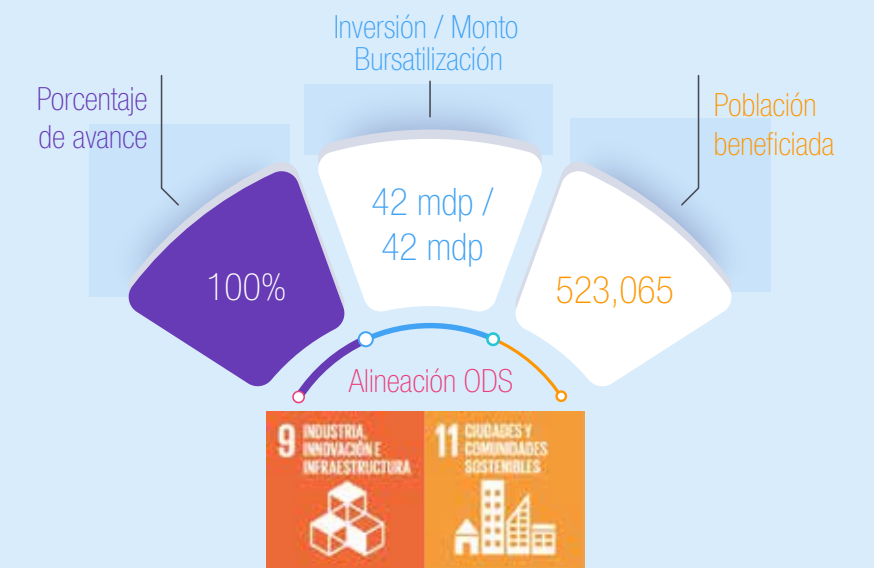 Inversión / Monto
Bursatilización
Porcentaje
de avance
Población
beneficiada
42 mdp /
42 mdp
100%
523,065
Alineación ODS
9 INDUSTRIA,
INNOVACIÓN E
INFRAESTRUCTURA
11 CIUDADES Y
COMUNIDADES
SOSTENIBLES